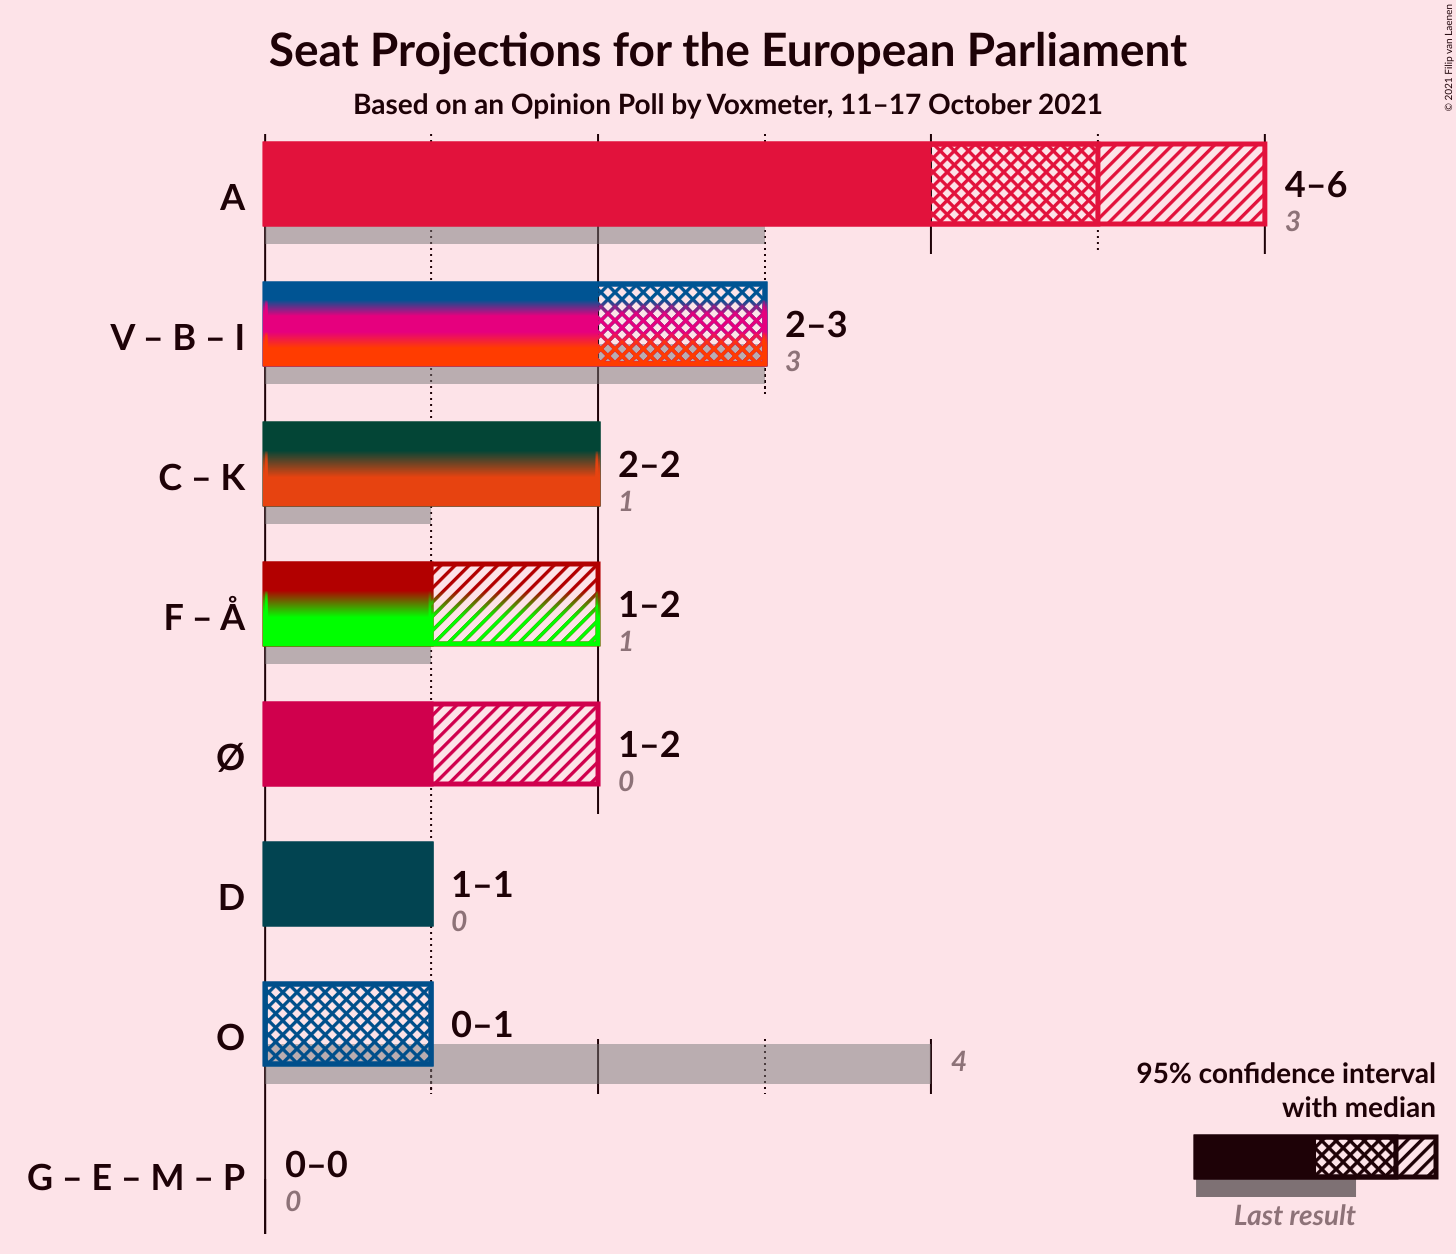 Seat Projections for the European Parliament
Based on an Opinion Poll by Voxmeter, 11–17 October 2021
© 2021 Filip van Laenen
A
4–6
3
V – B – I
2–3
3
C – K
2–2
1
F – Å
1–2
1
Ø
1–2
0
D
1–1
0
O
0–1
4
G – E – M – P
0–0
0
95% confidence interval
with median
Last result